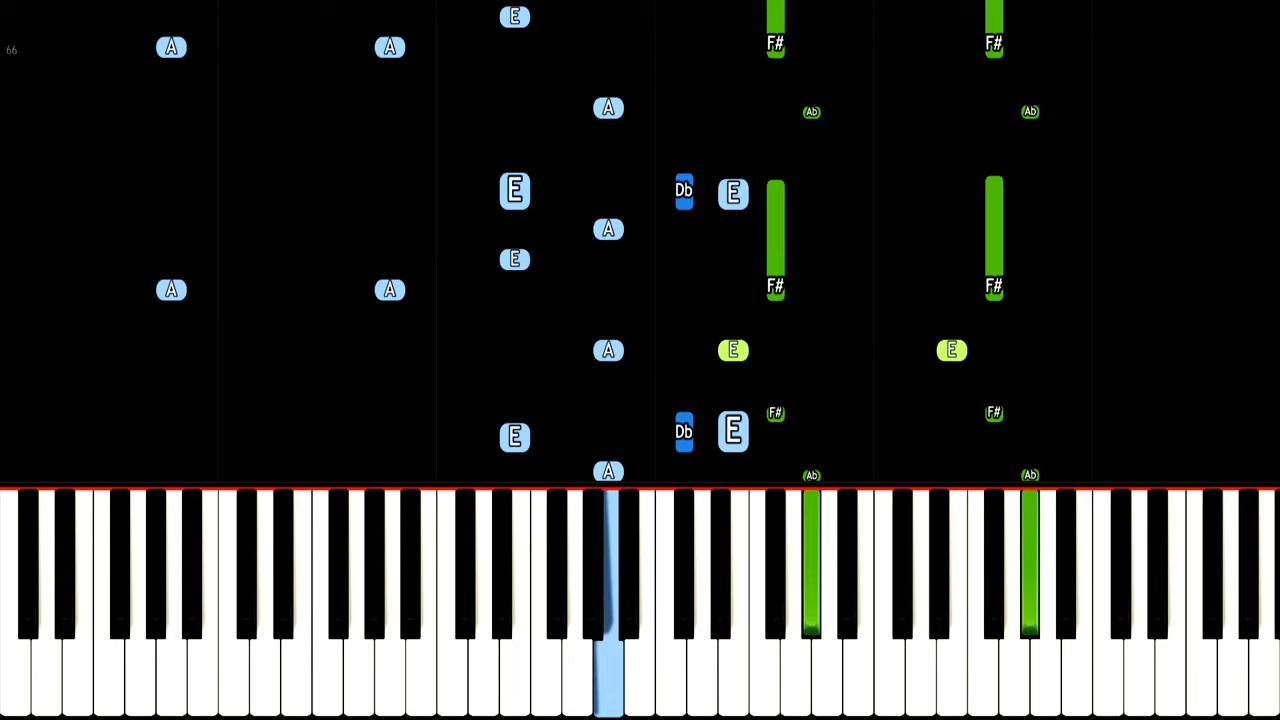 E
66 A A F# F#
A Ab Ab
E Db E
A
E
A A F# F#
A E E
F# F#
E Db E
A Ab Ab